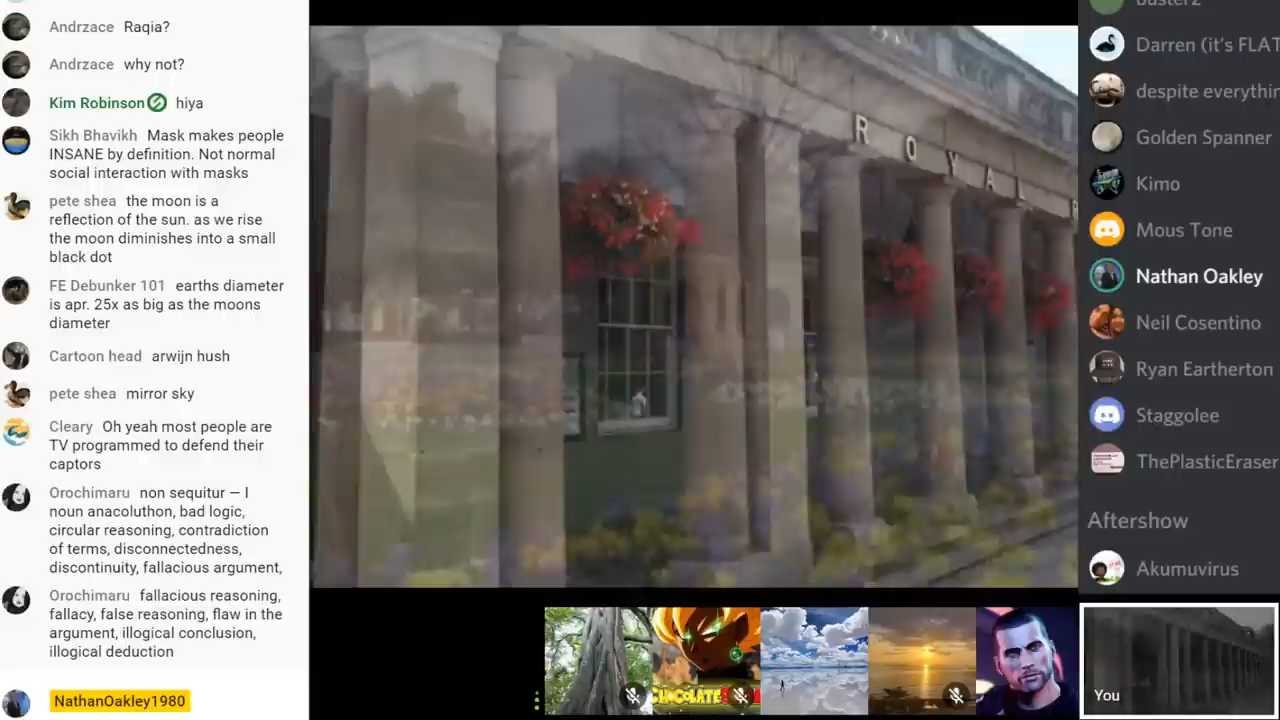 Andrzace Raqia?
Andrzace why not?
Kim Robinson hiya
Sikh Bhavikh Mask makes people
INSANE by definition. Not normal
social interaction with masks
pete shea the moon is a
reflection of the sun. as we rise
the moon diminishes into a small
black dot
FE Debunker 101 earths diameter
is apr. 25x as big as the moons
diameter
Cartoon head arwijn hush
pete shea mirror sky
Cleary Oh yeah most people are
TV programmed to defend their
captors
Orochimaru non sequitur — I
noun anacoluthon, bad logic,
circular reasoning, contradiction
of terms, disconnectedness,
discontinuity, fallacious argument,
Orochimaru fallacious reasoning,
fallacy, false reasoning, flaw in the
argument, illogical conclusion,
illogical deduction
NathanOakley1980
ROYAL
CHOCOLATE
Darren (it's FLAT
despite everythin
Golden Spanner
Kimo
Mous Tone
Nathan Oakley
Neil Cosentino
Ryan Eartherton
Staggolee
ThePlasticEraser
Aftershow
Akumuvirus
You